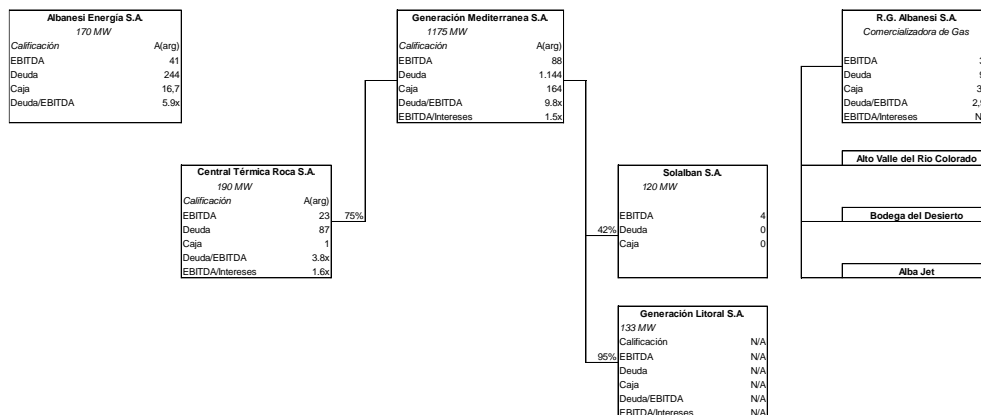 Albanesi Energía S.A.
170 MW
Calificación A(arg)
EBITDA 41
Deuda 244
Caja 16,7
Deuda/EBITDA 5.9x
Generación Mediterranea S.A.
1175 MW
Calificación A(arg)
EBITDA 88
Deuda 1.144
Caja 164
Deuda/EBITDA 9.8x
EBITDA/Intereses 1.5x
R.G. Albanesi S.A.
Comercializadora de Gas
EBITDA
Deuda
Caja
Deuda/EBITDA
EBITDA/Intereses
Central Térmica Roca S.A.
190 MW
Calificación A(arg)
EBITDA 23
Deuda 87
Caja 1
Deuda/EBITDA 3.8x
EBITDA/Intereses 1.6x
75%
Solalban S.A.
120 MW
EBITDA 4
42% Deuda 0
Caja 0
Alto Valle del Rio Colorado
Bodega del Desierto
Alba Jet
Generación Litoral S.A.
133 MW
Calificación N/A
95% EBITDA N/A
Deuda N/A
Caja N/A
Deuda/EBITDA N/A
EBITDA/Intereses N/A